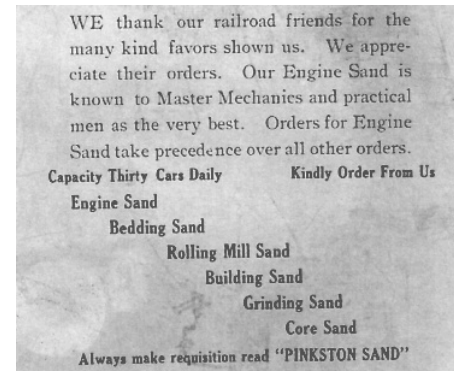 WE thank our railroad friends for the
many kind favors shown us. We appre-
ciate their orders. Our Engine Sand is
known to Master Mechanics and practical
men as the very best. Orders for Engine
Sand take precedence over all other orders.
Capacity Thirty Cars Daily Kindly Order From Us
Engine Sand
Bedding Sand
Rolling Mill Sand
Building Sand
Grinding Sand
Core Sand
Always make requisition read "PINKSTON SAND"